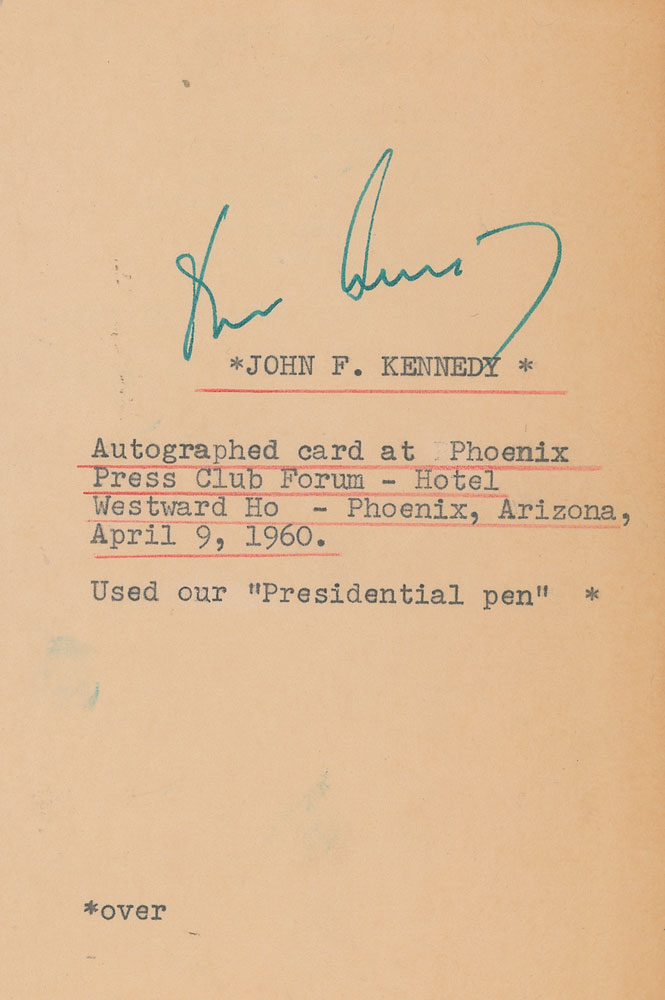 *JOHN F. KENNEDY *
Autographed card at Phoenix
Press Club Forum - Hotel
Westward Ho - Phoenix, Arizona,
April 9, 1960.
Used our "Presidential pen" *
*over